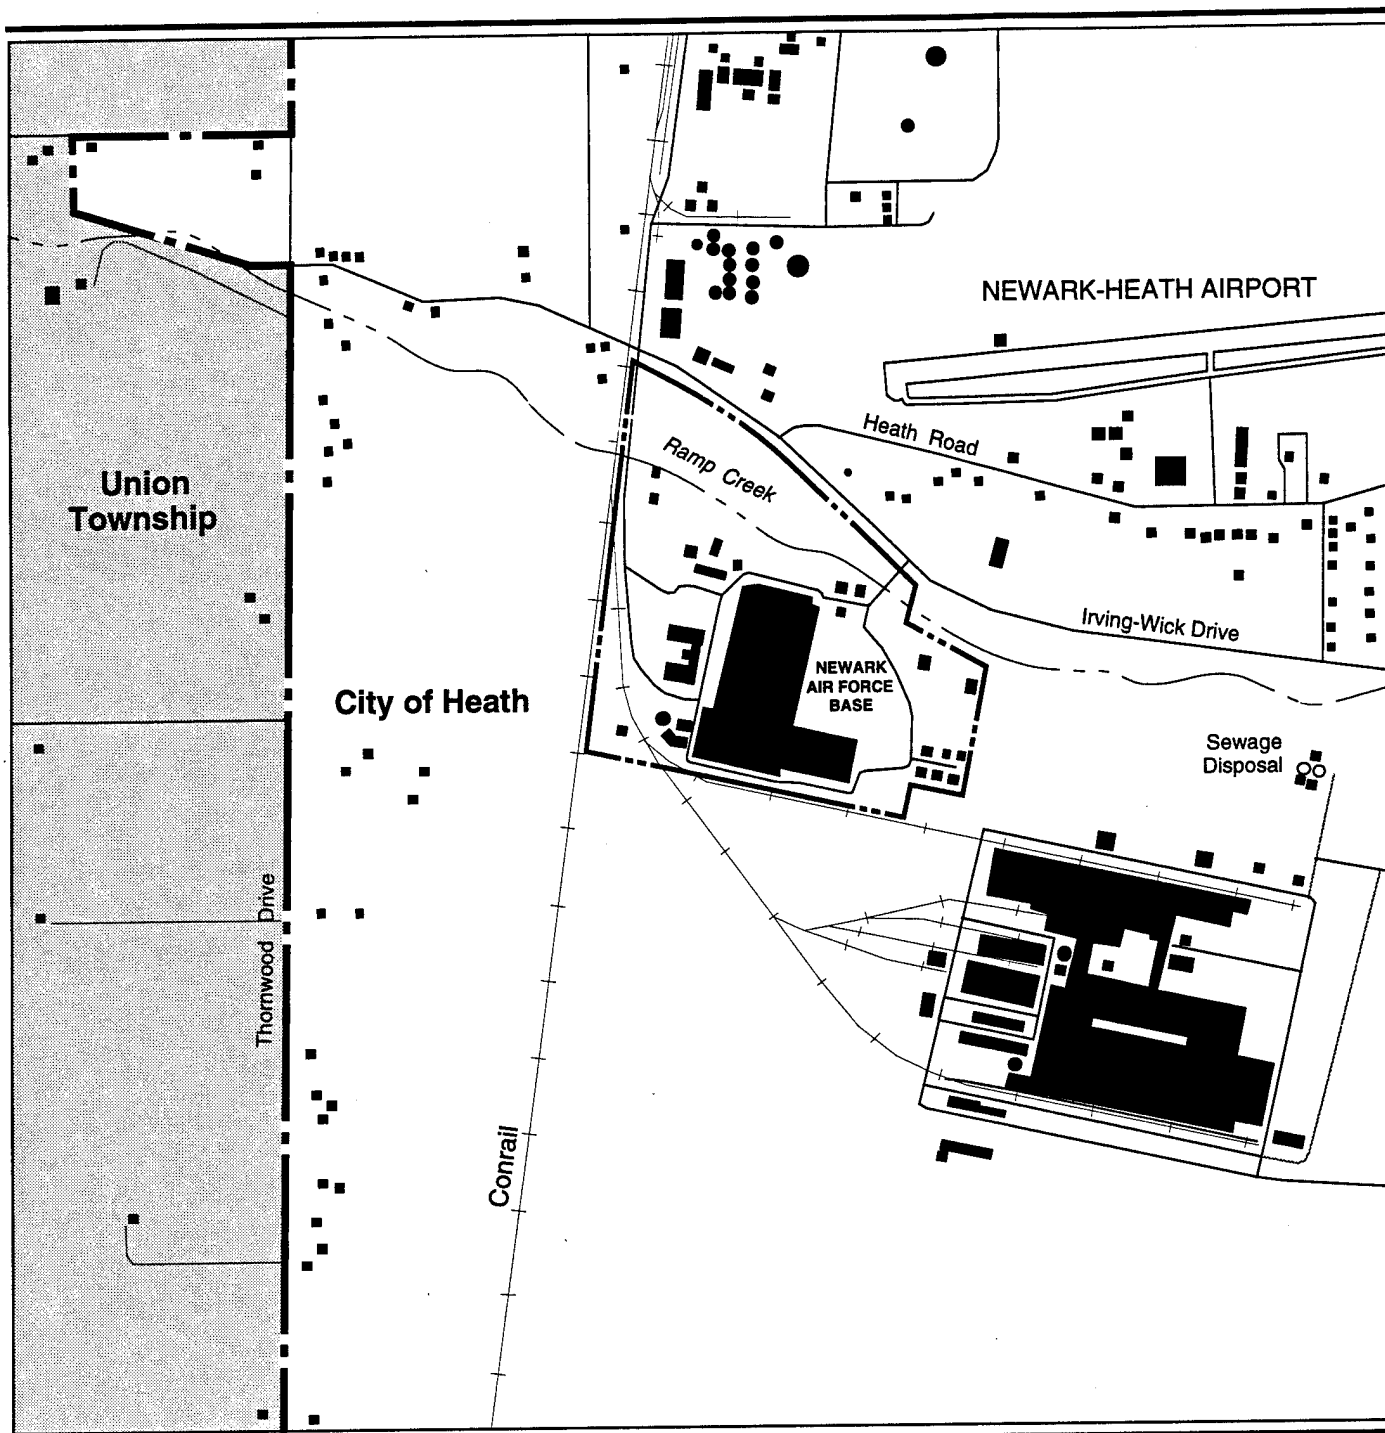 NEWARK-HEATH AIRPORT
Heath Road
Ramp Creek
Union
Township
Irving-Wick Drive
NEWARK
AIR FORCE
BASE
City of Heath
Sewage
Disposal
Thornwood Drive
Conrail